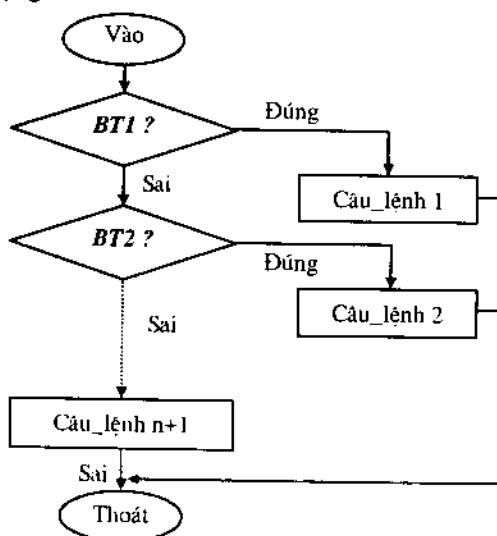 Vào
BT1 ?
Đúng
Sai
Câu_lệnh 1
BT2 ?
Đúng
Sai
Câu_lệnh 2
Câu_lệnh n+1
Sai
Thoát